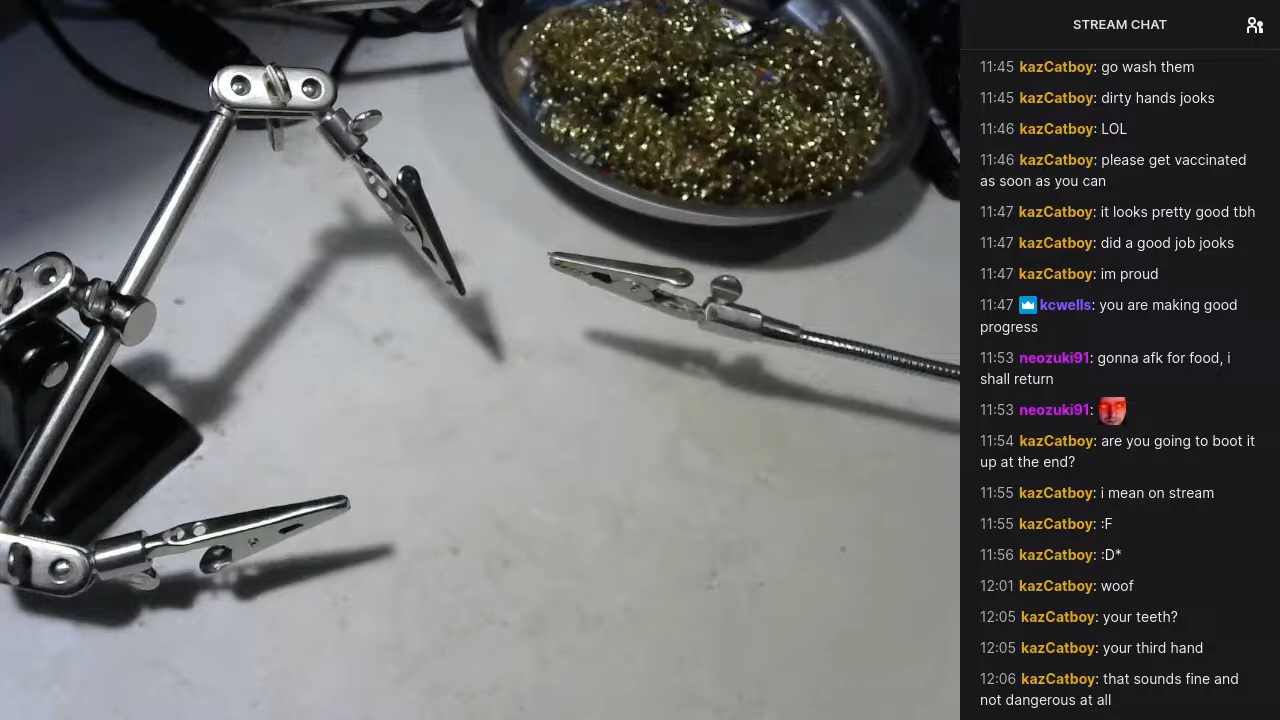 STREAM CHAT
11:45 kazCatboy: go wash them
11:45 kazCatboy: dirty hands jooks
11:46 kazCatboy: LOL
11:46 kazCatboy: please get vaccinated
as soon as you can
11:47 kazCatboy: it looks pretty good tbh
11:47 kazCatboy: did a good job jooks
11:47 kazCatboy: im proud
11:47 kcwells: you are making good
progress
11:53 neozuki91: gonna afk for food, i
shall return
11:53 neozuki91:
11:54 kazCatboy: are you going to boot it
up at the end?
11:55 kazCatboy: i mean on stream
11:55 kazCatboy: :F
11:56 kazCatboy: :D*
12:01 kazCatboy: woof
12:05 kazCatboy: your teeth?
12:05 kazCatboy: your third hand
12:06 kazCatboy: that sounds fine and
not dangerous at all